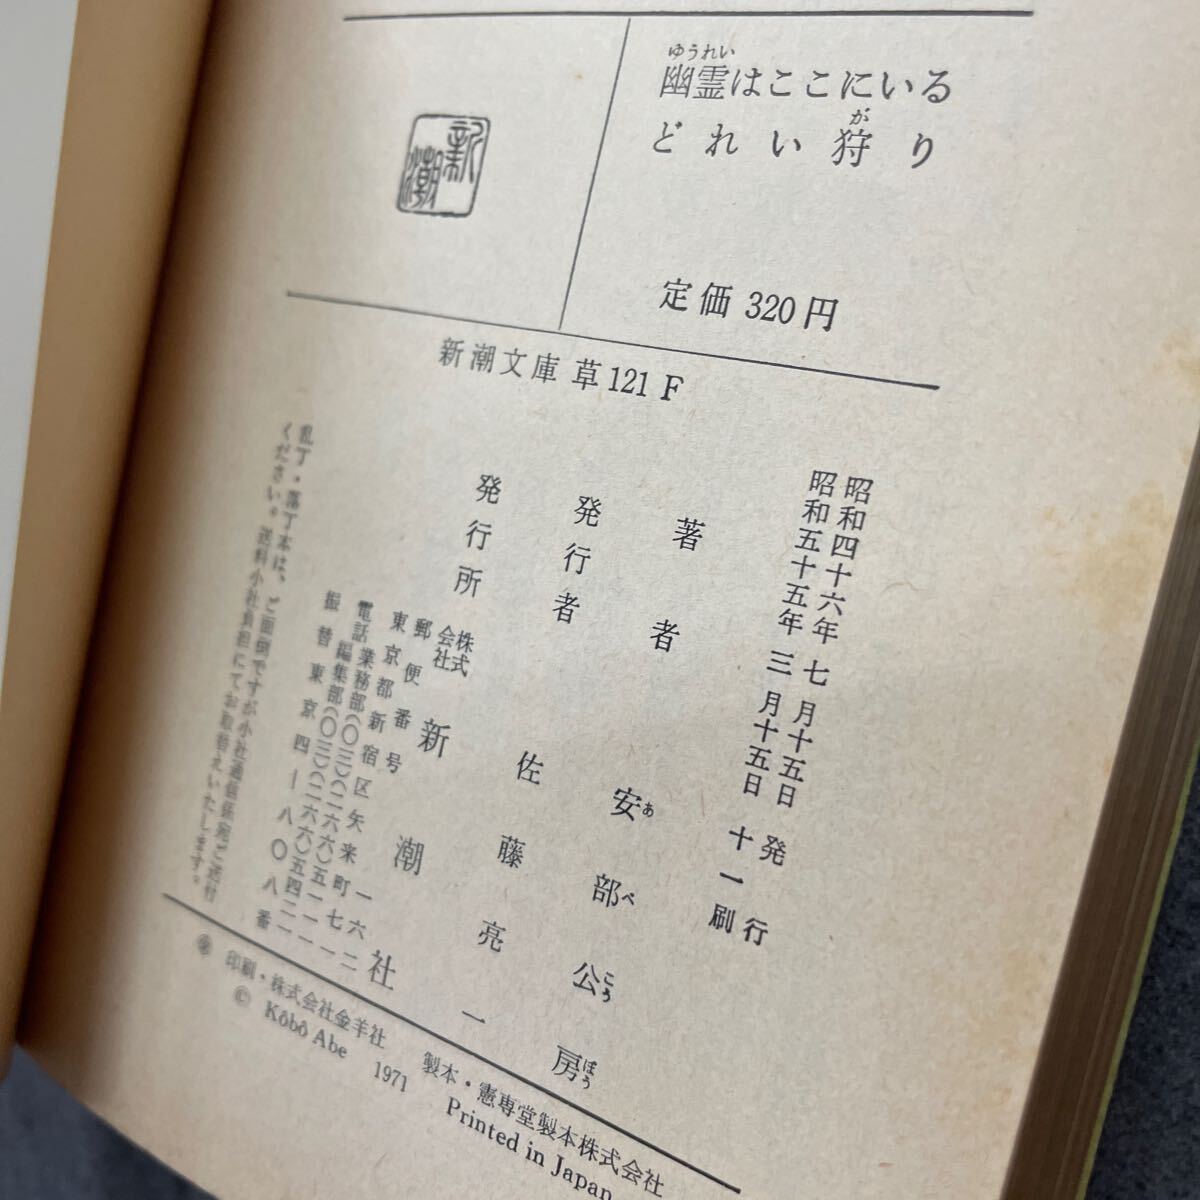 ゆうれい
幽霊はここにいる
が
どれい狩り
新潮
定価 320円
新潮文庫 草121F
昭和四十六年 七月十五日 発行
昭和五十五年 三月十五日 十一刷
著者 安部公房
あ べ こう ぼう
発行者 佐藤亮一
発行所 株式会社 新潮社
郵便番号 一六二
東京都新宿区矢来町七一
電話業務部(〇三)(二六六)五一一一
編集部(〇三)(二六六)五四一一
振替東京四―八〇八番
乱丁・落丁本は、ご面倒ですが小社通信係宛ご送付
ください。送料小社負担にてお取替えいたします。
印刷・株式会社金羊社 製本・憲専堂製本株式会社
© Kōbō Abe 1971 Printed in Japan